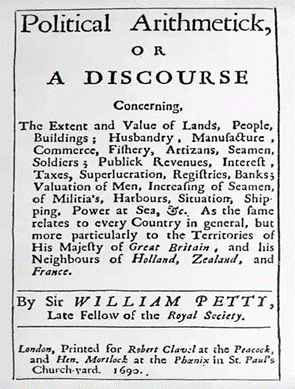 Political Arithmetick,
OR
A DISCOURSE
Concerning,
The Extent and Value of Lands, People,
Buildings; Husbandry, Manufacture,
Commerce, Fishery, Artizans, Seamen,
Soldiers; Publick Revenues, Interest,
Taxes, Superlucration, Registries, Banks;
Valuation of Men, Increasing of Seamen,
of Militia's, Harbours, Situation, Ship-
ping, Power at Sea, &c. As the same
relates to every Country in general, but
more particularly to the Territories of
His Majesty of Great Britain, and his
Neighbours of Holland, Zealand, and
France.
By Sir WILLIAM PETTY,
Late Fellow of the Royal Society.
London, Printed for Robert Clavel at the Peacock,
and Hen. Mortlock at the Phœnix in St. Paul's
Church-yard. 1690.